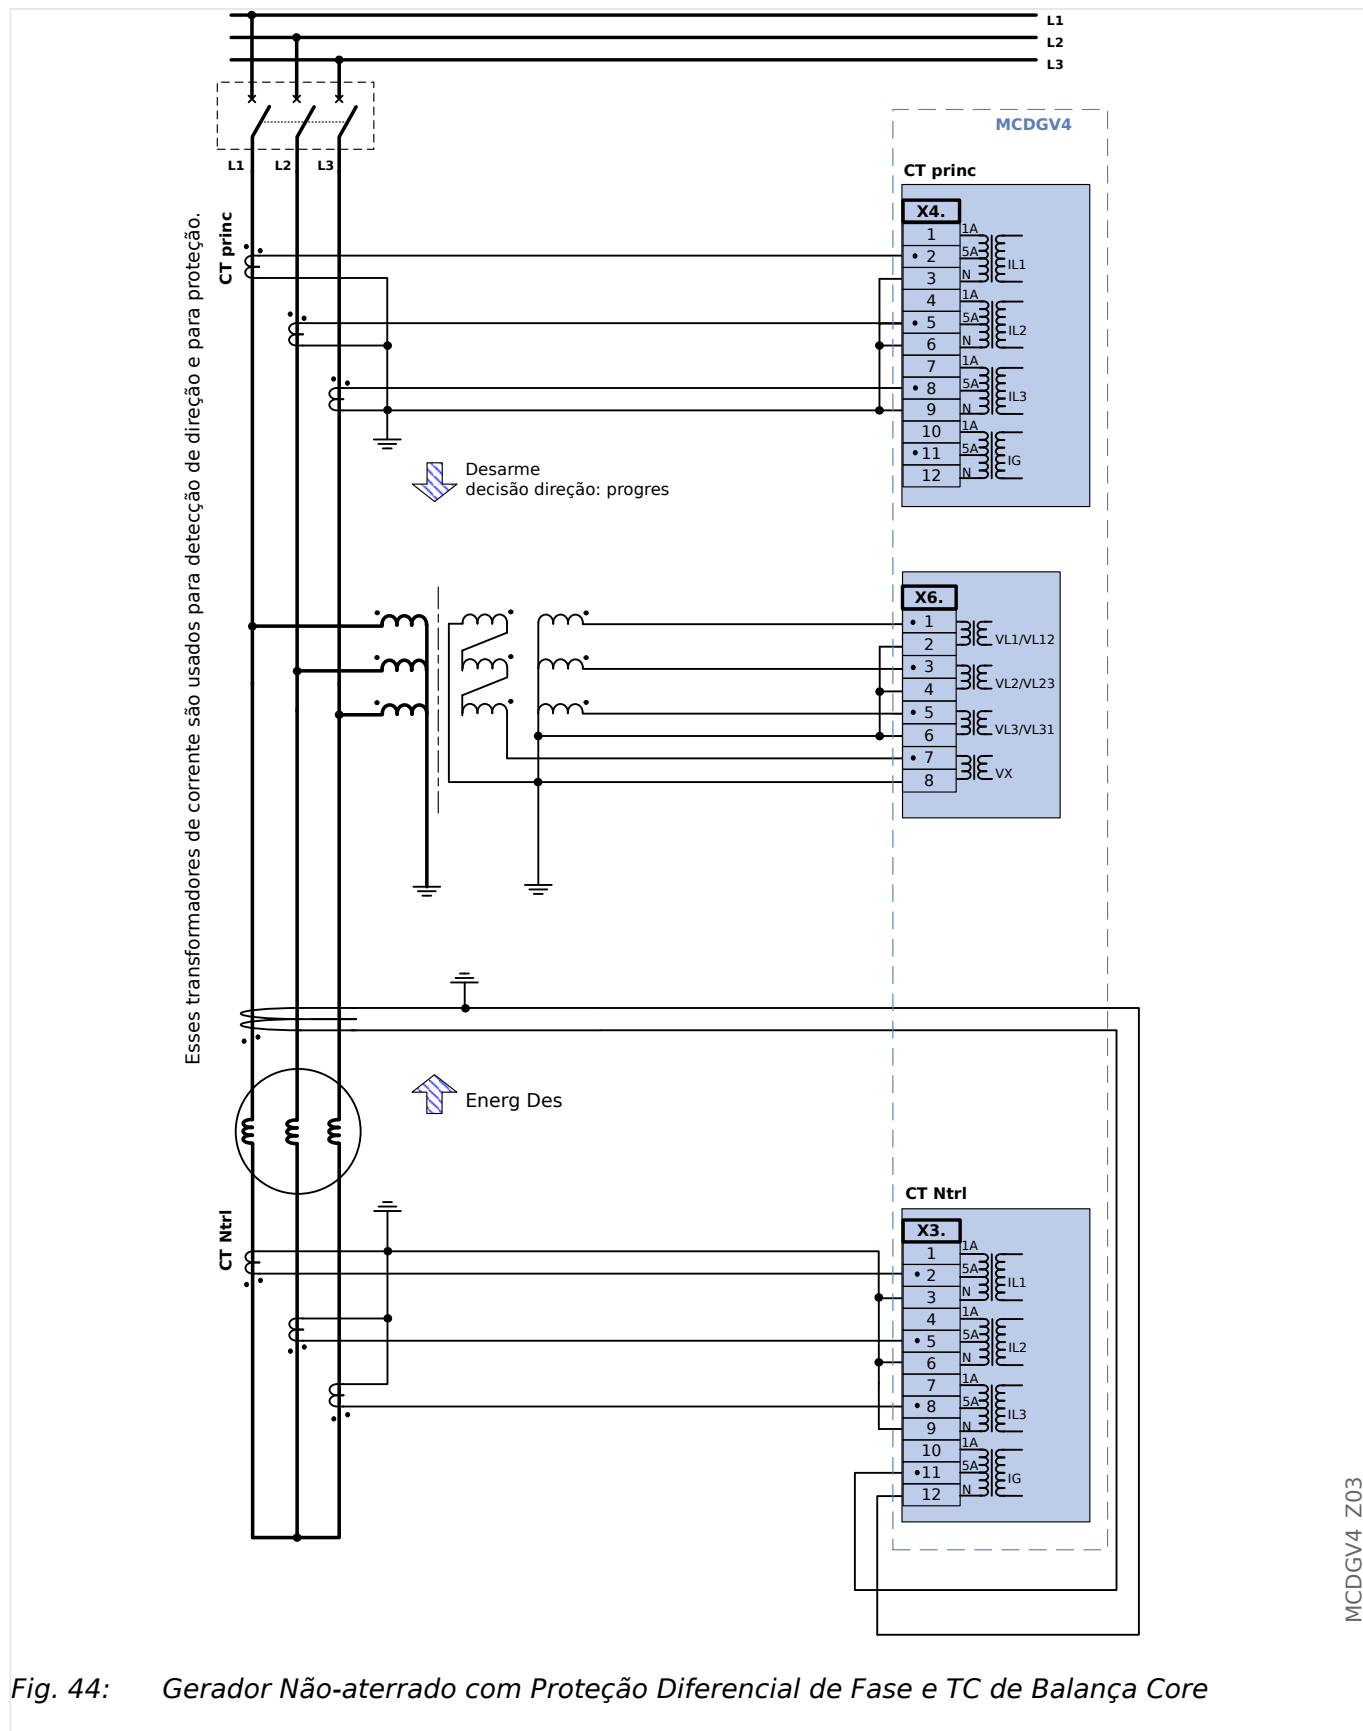 L1
L2
L3
L1
L2
L3
MCDGV4
CT princ
CT princ
Esses transformadores de corrente são usados para detecção de direção e para proteção.
X4.
1
1A
2
5A
IL1
3
N
4
1A
5
5A
IL2
6
N
7
1A
8
5A
IL3
9
N
10
1A
11
5A
IG
12
N
Desarme
decisão direção: progres
X6.
1
VL1/VL12
2
3
VL2/VL23
4
5
VL3/VL31
6
7
VX
8
Energ Des
CT Ntrl
CT Ntrl
X3.
1
1A
2
5A
IL1
3
N
4
1A
5
5A
IL2
6
N
7
1A
8
5A
IL3
9
N
10
1A
11
5A
IG
12
N
MCDGV4 Z03
Fig. 44: Gerador Não-aterrado com Proteção Diferencial de Fase e TC de Balança Core